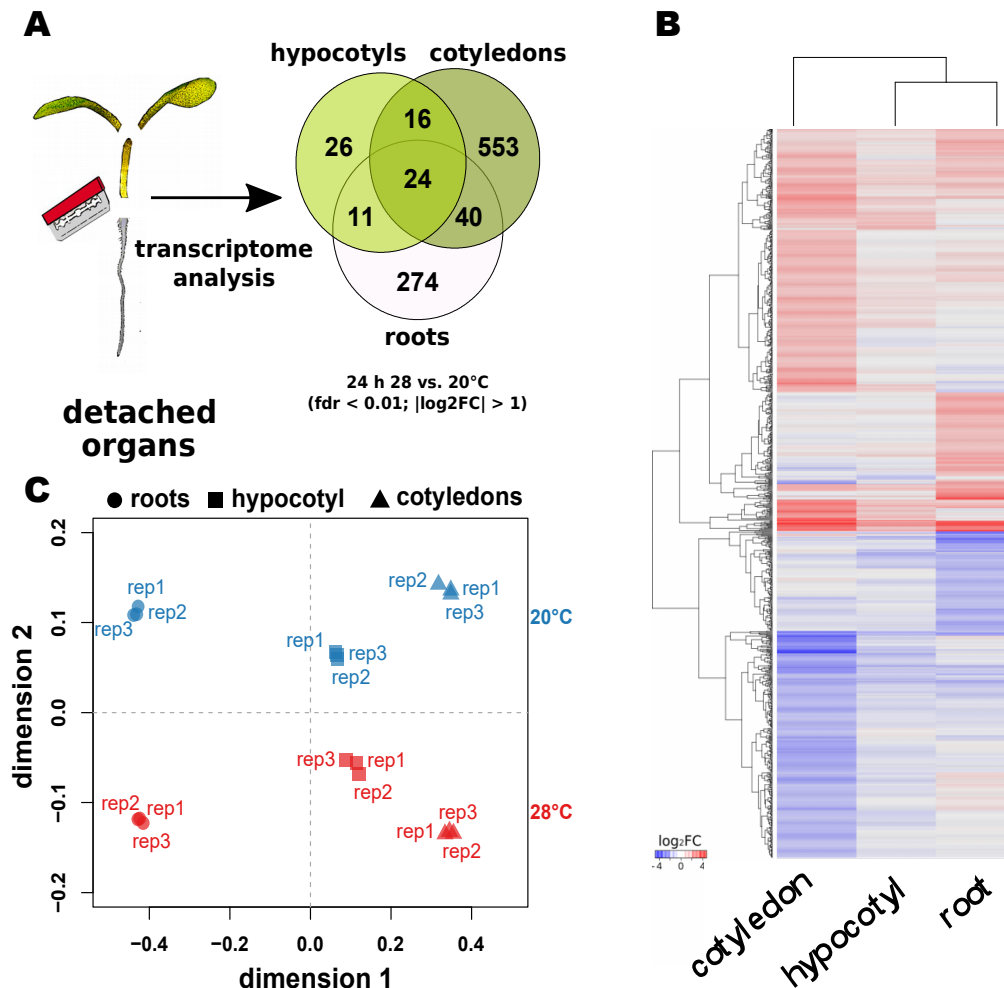 A
hypocotyls
cotyledons
26
16
553
24
11
40
274
roots
transcriptome
analysis
24 h 28 vs. 20°C
(fdr < 0.01; |log2FC| > 1)
detached
organs
B
log₂FC
-4 0 4
cotyledon
hypocotyl
root
C
roots hypocotyl cotyledons
0.2
0.1
0.0
−0.1
−0.2
dimension 2
rep1
rep2
rep3
rep1
rep3
rep2
rep2
rep1
rep3
20°C
rep3
rep1
rep2
rep2
rep1
rep3
rep3
rep1
rep2
28°C
−0.4 −0.2 0.0 0.2 0.4
dimension 1